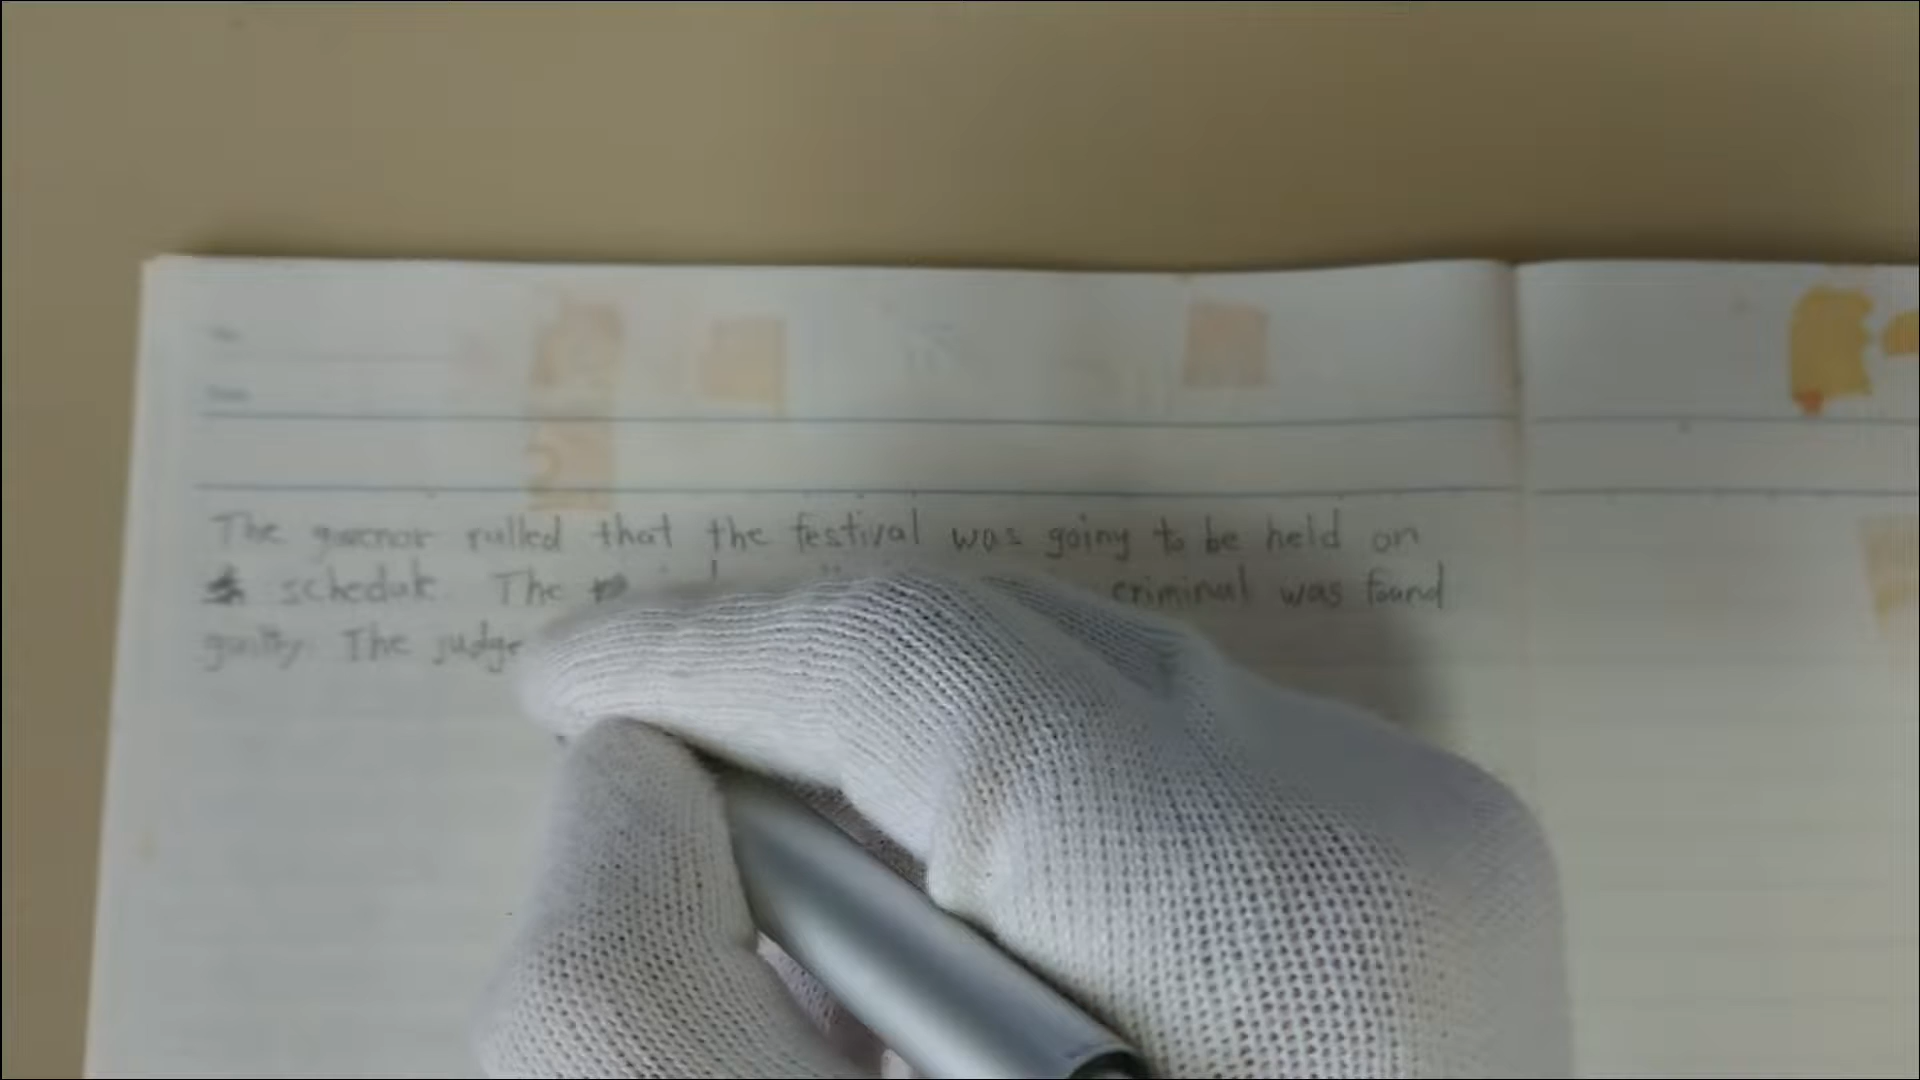 The govenor rulled that the festival was going to be held on
schedule. The criminal was found
guilty. The judge